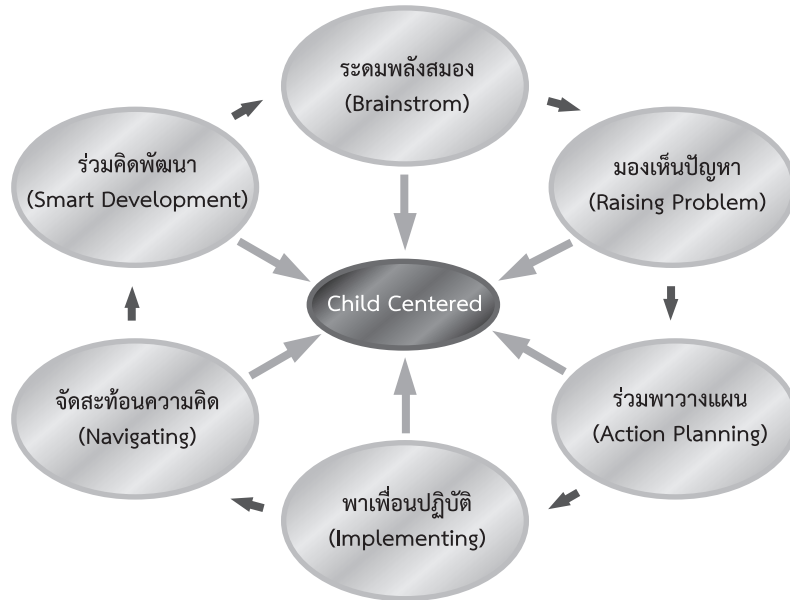 ระดมพลังสมอง
(Brainstrom)
มองเห็นปัญหา
(Raising Problem)
ร่วมพาวางแผน
(Action Planning)
พาเพื่อนปฏิบัติ
(Implementing)
จัดสะท้อนความคิด
(Navigating)
ร่วมคิดพัฒนา
(Smart Development)
Child Centered